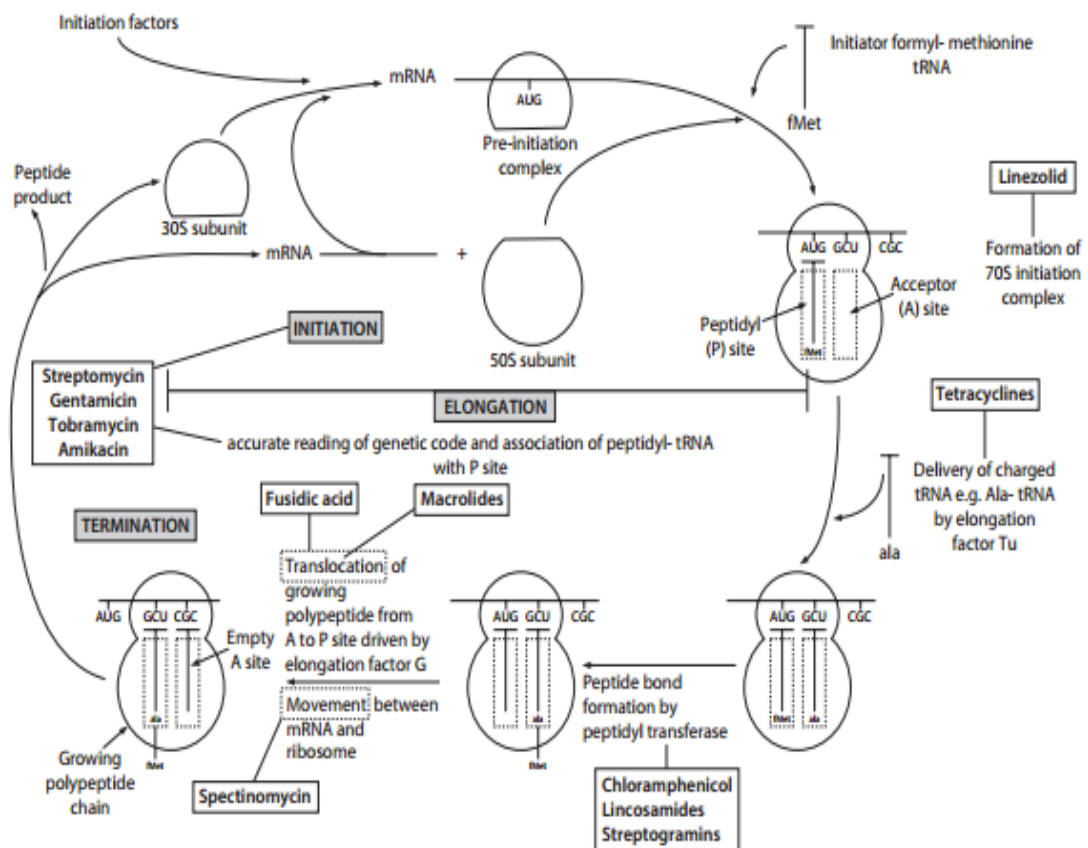 Initiation factors
mRNA
AUG
Pre-initiation
complex
Initiator formyl- methionine
tRNA
fMet
Peptide
product
30S subunit
mRNA
+
50S subunit
Linezolid
Formation of
70S initiation
complex
AUG GCU CGC
Acceptor
(A) site
Peptidyl
(P) site
fMet
INITIATION
Streptomycin
Gentamicin
Tobramycin
Amikacin
ELONGATION
accurate reading of genetic code and association of peptidyl- tRNA
with P site
Tetracyclines
Delivery of charged
tRNA e.g. Ala- tRNA
by elongation
factor Tu
ala
Fusidic acid
Macrolides
TERMINATION
Translocation of
growing
polypeptide from
A to P site driven by
elongation factor G
Movement between
mRNA and
ribosome
Spectinomycin
AUG GCU CGC
Empty
A site
ala
fMet
Growing
polypeptide
chain
AUG GCU CGC
ala
fMet
Peptide bond
formation by
peptidyl transferase
Chloramphenicol
Lincosamides
Streptogramins
AUG GCU CGC
fMet ala